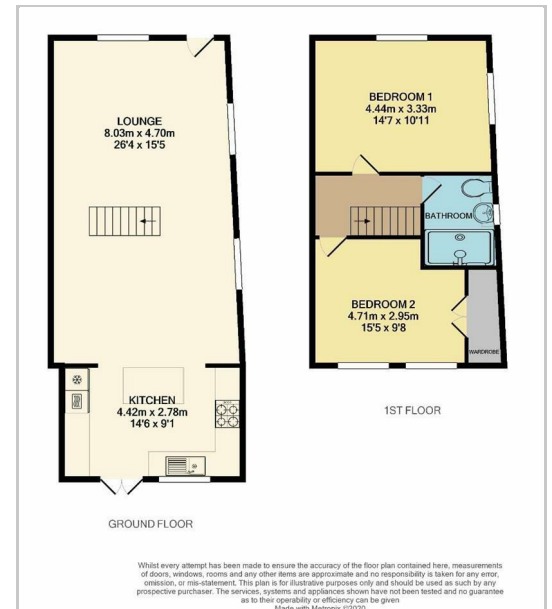 LOUNGE
8.03m x 4.70m
26'4 x 15'5
KITCHEN
4.42m x 2.78m
14'6 x 9'1
GROUND FLOOR
BEDROOM 1
4.44m x 3.33m
14'7 x 10'11
BATHROOM
BEDROOM 2
4.71m x 2.95m
15'5 x 9'8
WARDROBE
1ST FLOOR
Whilst every attempt has been made to ensure the accuracy of the floor plan contained here, measurements
of doors, windows, rooms and any other items are approximate and no responsibility is taken for any error,
omission, or mis-statement. This plan is for illustrative purposes only and should be used as such by any
prospective purchaser. The services, systems and appliances shown have not been tested and no guarantee
as to their operability or efficiency can be given
Made with Metropix ©2020